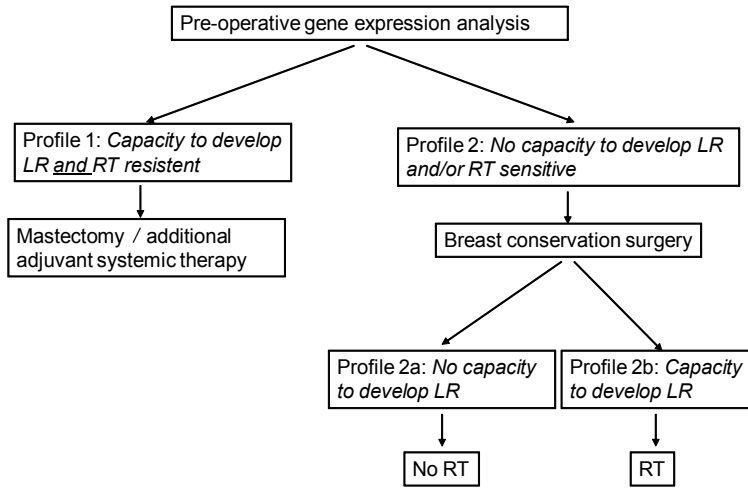 Pre-operative gene expression analysis
Profile 1: Capacity to develop
LR and RT resistent
Profile 2: No capacity to develop LR
and/or RT sensitive
Mastectomy / additional
adjuvant systemic therapy
Breast conservation surgery
Profile 2a: No capacity
to develop LR
Profile 2b: Capacity
to develop LR
No RT
RT